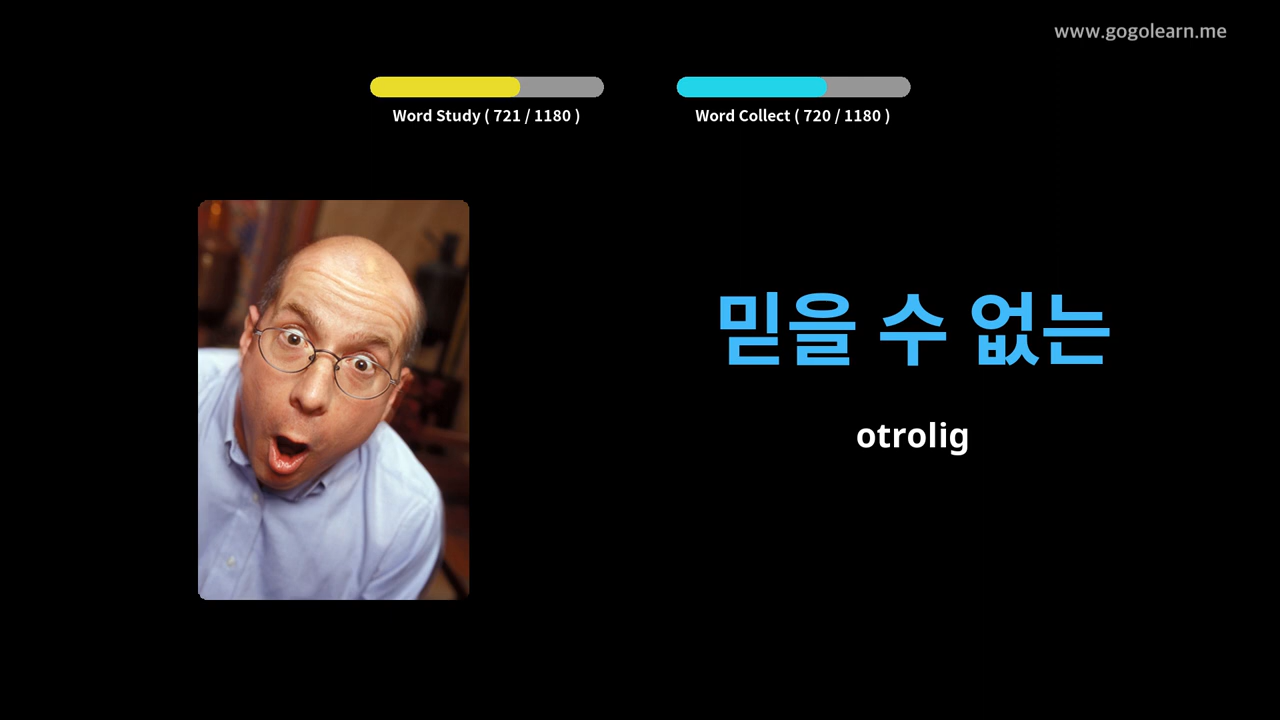 www.gogolearn.me
Word Study ( 721 / 1180 )
Word Collect ( 720 / 1180 )
믿을 수 없는
otrolig